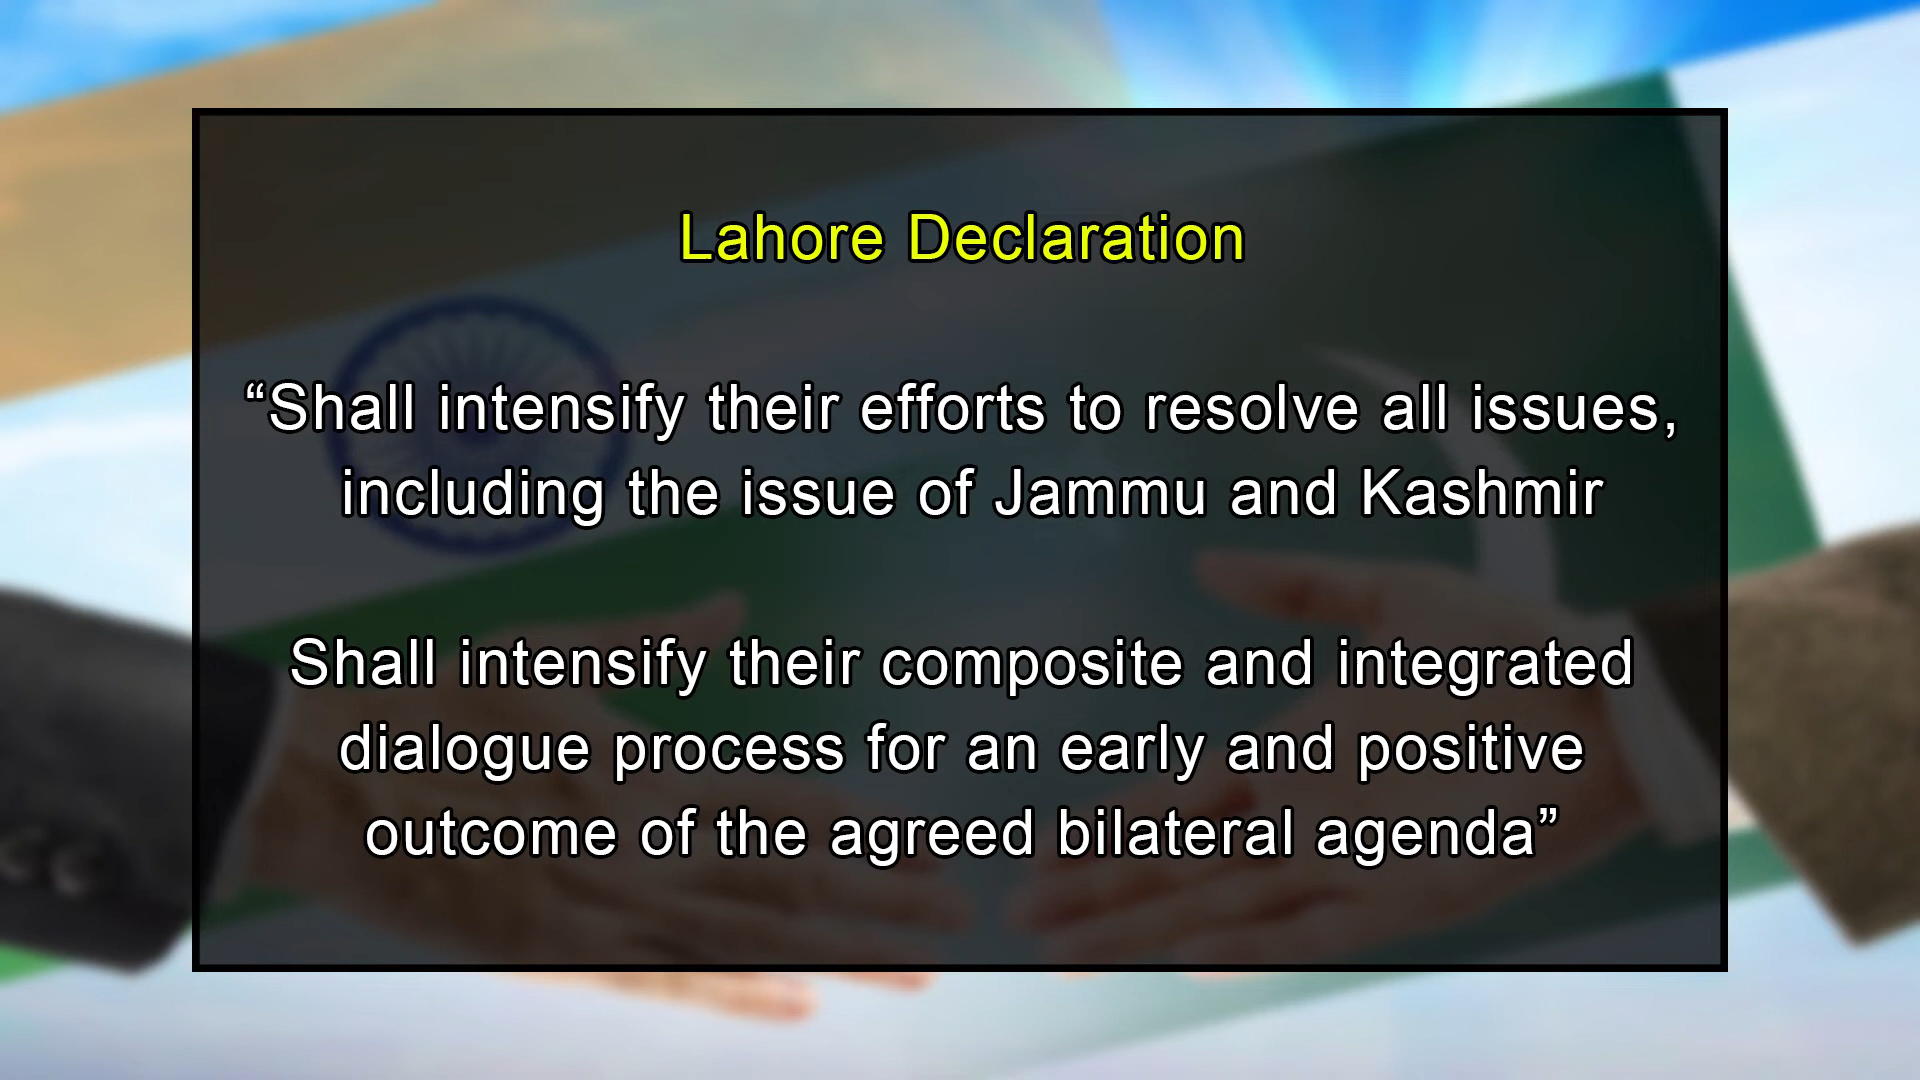 Lahore Declaration
“Shall intensify their efforts to resolve all issues,
including the issue of Jammu and Kashmir
Shall intensify their composite and integrated
dialogue process for an early and positive
outcome of the agreed bilateral agenda”